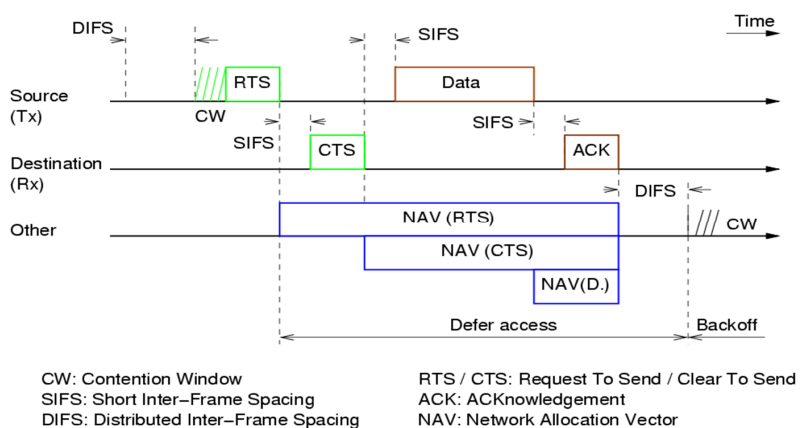 DIFS
SIFS
Time
RTS
Data
Source
(Tx)
CW
SIFS
SIFS
CTS
ACK
Destination
(Rx)
DIFS
NAV (RTS)
Other
CW
NAV (CTS)
NAV(D.)
Defer access
Backoff
CW: Contention Window
SIFS: Short Inter-Frame Spacing
DIFS: Distributed Inter-Frame Spacing
RTS / CTS: Request To Send / Clear To Send
ACK: ACKnowledgement
NAV: Network Allocation Vector